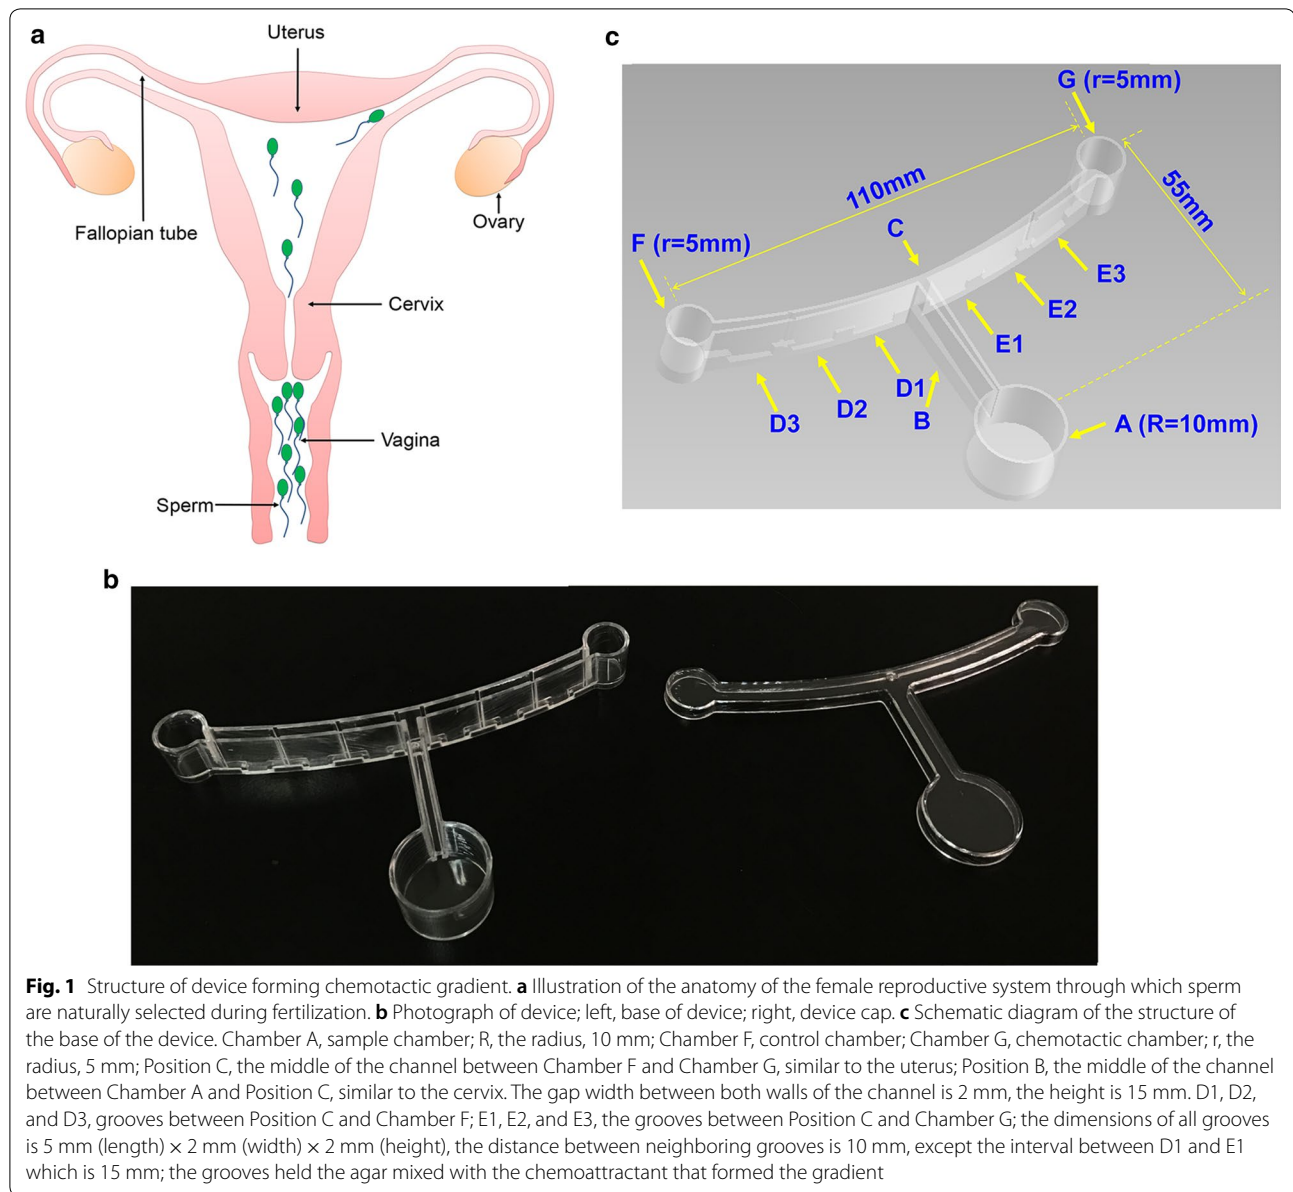 a
Uterus
Fallopian tube
Ovary
Cervix
Vagina
Sperm
c
G (r=5mm)
110mm
55mm
C
F (r=5mm)
E3
E2
E1
D1
D2
D3
B
A (R=10mm)
b
Fig. 1 Structure of device forming chemotactic gradient. a Illustration of the anatomy of the female reproductive system through which sperm
are naturally selected during fertilization. b Photograph of device; left, base of device; right, device cap. c Schematic diagram of the structure of
the base of the device. Chamber A, sample chamber; R, the radius, 10 mm; Chamber F, control chamber; Chamber G, chemotactic chamber; r, the
radius, 5 mm; Position C, the middle of the channel between Chamber F and Chamber G, similar to the uterus; Position B, the middle of the channel
between Chamber A and Position C, similar to the cervix. The gap width between both walls of the channel is 2 mm, the height is 15 mm. D1, D2,
and D3, grooves between Position C and Chamber F; E1, E2, and E3, the grooves between Position C and Chamber G; the dimensions of all grooves
is 5 mm (length) × 2 mm (width) × 2 mm (height), the distance between neighboring grooves is 10 mm, except the interval between D1 and E1
which is 15 mm; the grooves held the agar mixed with the chemoattractant that formed the gradient